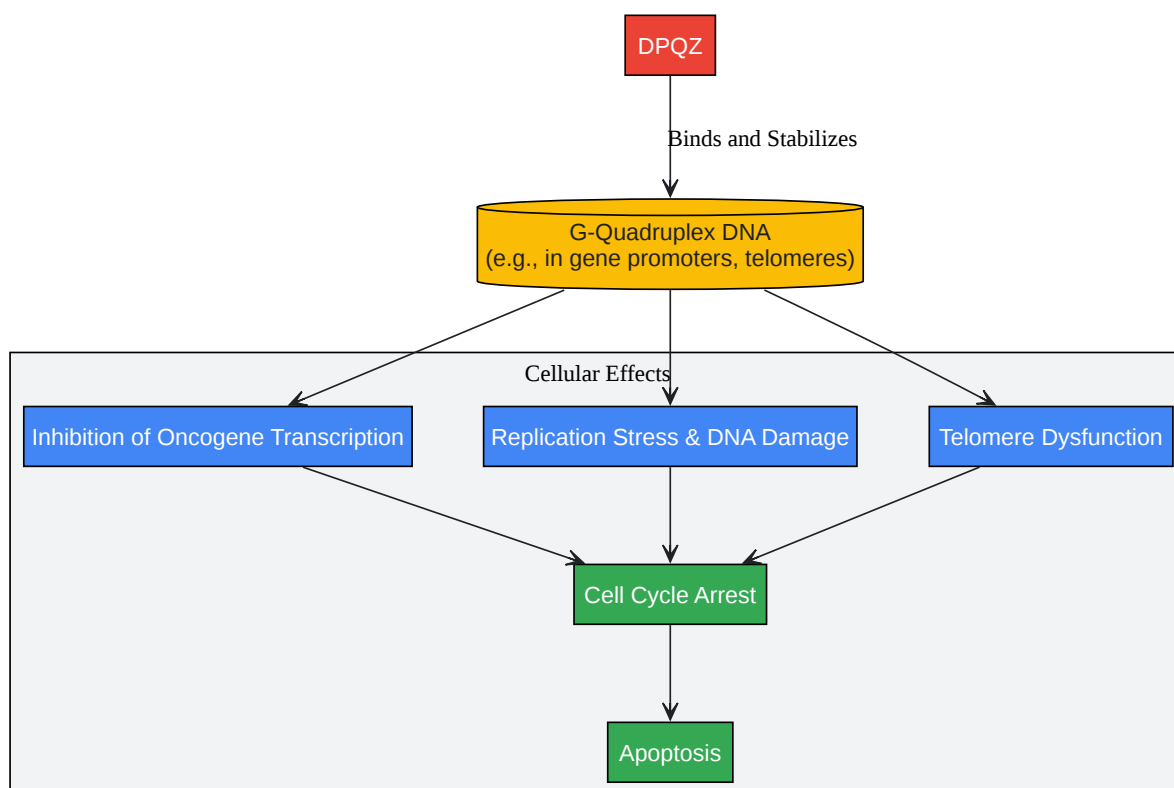 DPQZ
Binds and Stabilizes
G-Quadruplex DNA
(e.g., in gene promoters, telomeres)
Cellular Effects
Inhibition of Oncogene Transcription
Replication Stress & DNA Damage
Telomere Dysfunction
Cell Cycle Arrest
Apoptosis